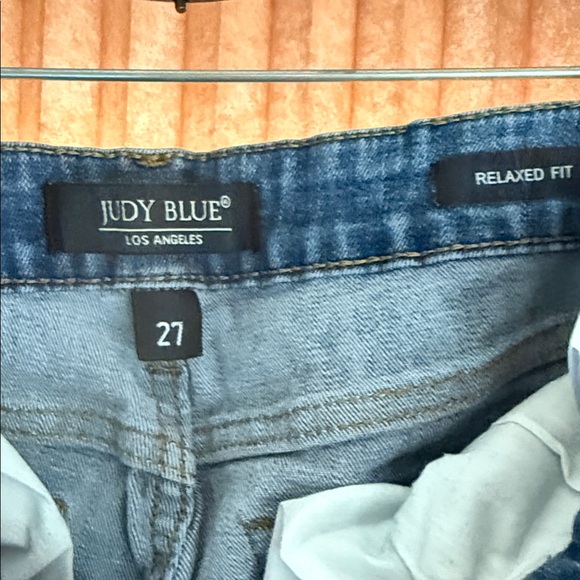 JUDY BLUE®
LOS ANGELES
RELAXED FIT
27